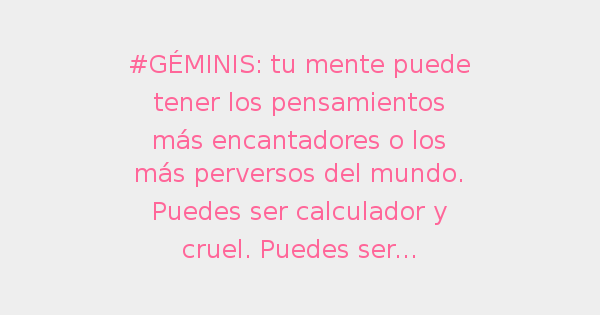 #GÉMINIS: tu mente puede
tener los pensamientos
más encantadores o los
más perversos del mundo.
Puedes ser calculador y
cruel. Puedes ser...